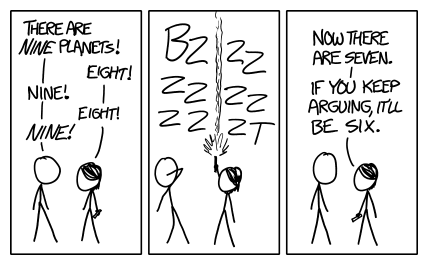 THERE ARE
NINE PLANETS!
EIGHT!
NINE!
EIGHT!
NINE!
BZ ZZ
ZZ ZZ
ZZ ZT
NOW THERE
ARE SEVEN.
IF YOU KEEP
ARGUING, IT'LL
BE SIX.